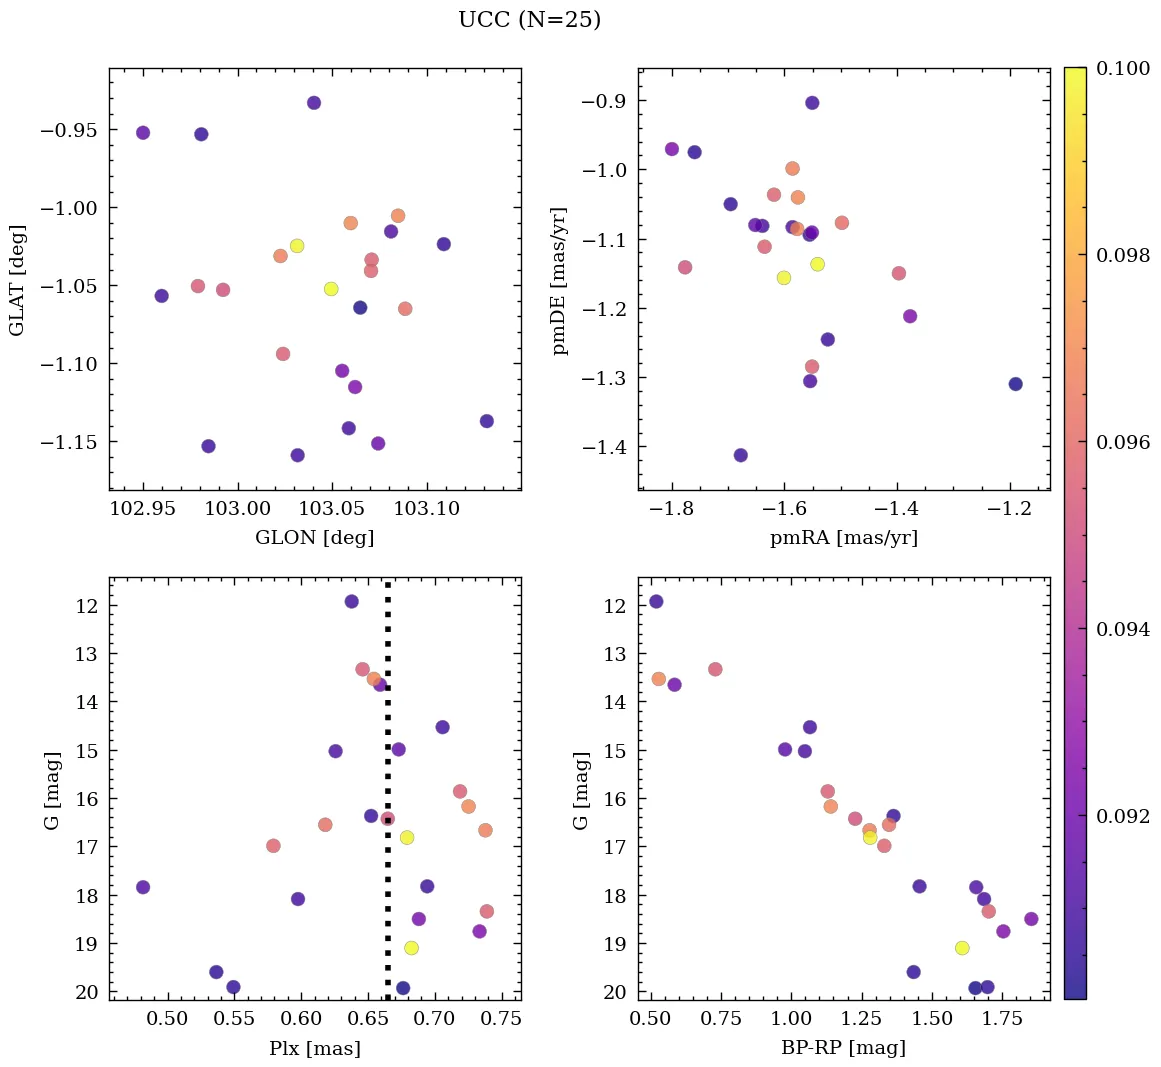 UCC (N=25)
−0.95
−1.00
−1.05
−1.10
−1.15
GLAT [deg]
102.95 103.00 103.05 103.10
GLON [deg]
−0.9
−1.0
−1.1
−1.2
−1.3
−1.4
pmDE [mas/yr]
−1.8 −1.6 −1.4 −1.2
pmRA [mas/yr]
12
13
14
15
16
17
18
19
20
G [mag]
0.50 0.55 0.60 0.65 0.70 0.75
Plx [mas]
12
13
14
15
16
17
18
19
20
G [mag]
0.50 0.75 1.00 1.25 1.50 1.75
BP-RP [mag]
0.100
0.098
0.096
0.094
0.092